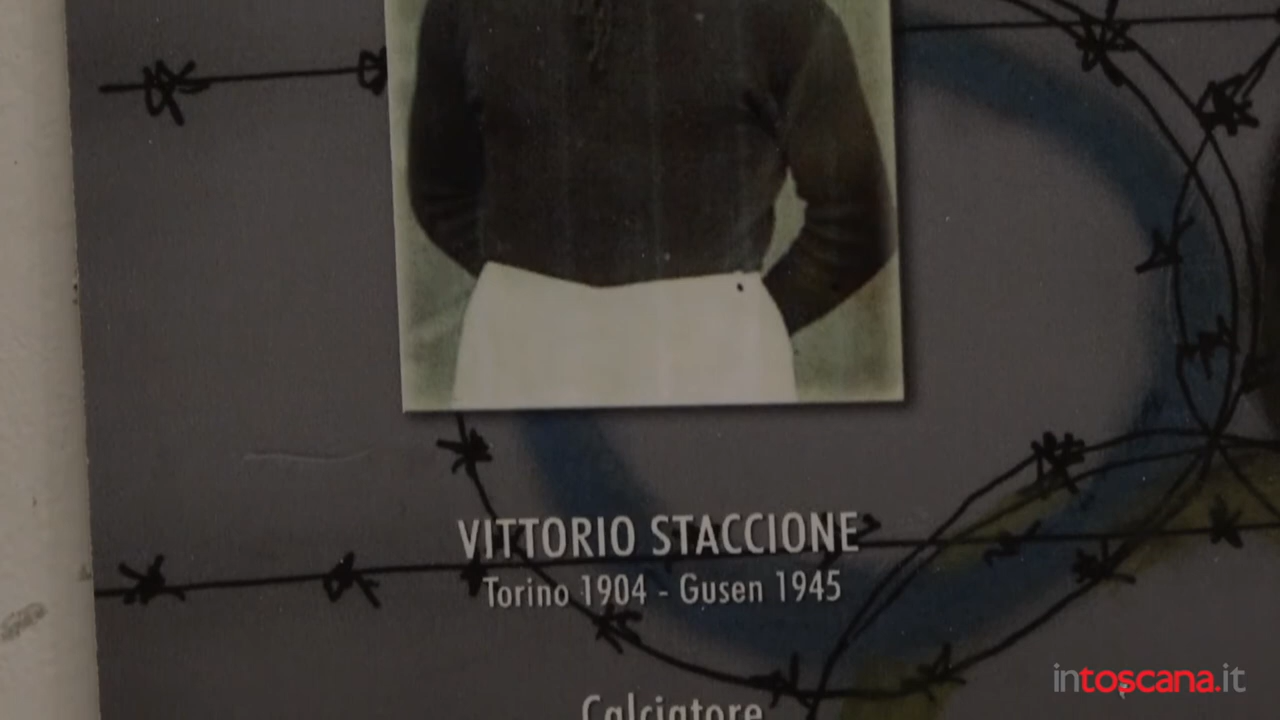 VITTORIO STACCIONE
Torino 1904 - Gusen 1945
Calciatore
intoscana.it